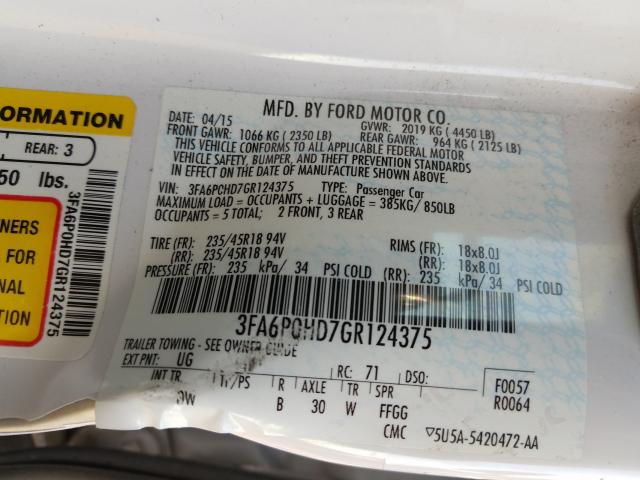 ORMATION
REAR: 3
50 lbs.
NERS
FOR
NAL
TION
3FA6P0HD7GR124375
MFD. BY FORD MOTOR CO.
DATE: 04/15 GVWR: 2019 KG ( 4450 LB)
FRONT GAWR: 1066 KG ( 2350 LB) REAR GAWR: 964 KG ( 2125 LB)
THIS VEHICLE CONFORMS TO ALL APPLICABLE FEDERAL MOTOR
VEHICLE SAFETY, BUMPER, AND THEFT PREVENTION STANDARDS
IN EFFECT ON THE DATE OF MANUFACTURE SHOWN ABOVE.
VIN: 3FA6P0HD7GR124375 TYPE: Passenger Car
MAXIMUM LOAD = OCCUPANTS + LUGGAGE = 385KG/ 850LB
OCCUPANTS = 5 TOTAL; 2 FRONT, 3 REAR
TIRE (FR): 235/45R18 94V RIMS (FR): 18x8.0J
(RR): 235/45R18 94V (RR): 18x8.0J
PRESSURE (FR): 235 kPa/ 34 PSI COLD (RR): 235 kPa/ 34 PSI COLD
3FA6P0HD7GR124375
TRAILER TOWING - SEE OWNER GUIDE
EXT PNT: UG RC: 71 DSO: F0057
INT TR TP/PS R AXLE TR SPR R0064
OW B 30 W FFGG
CMC ▽5U5A-5420472-AA